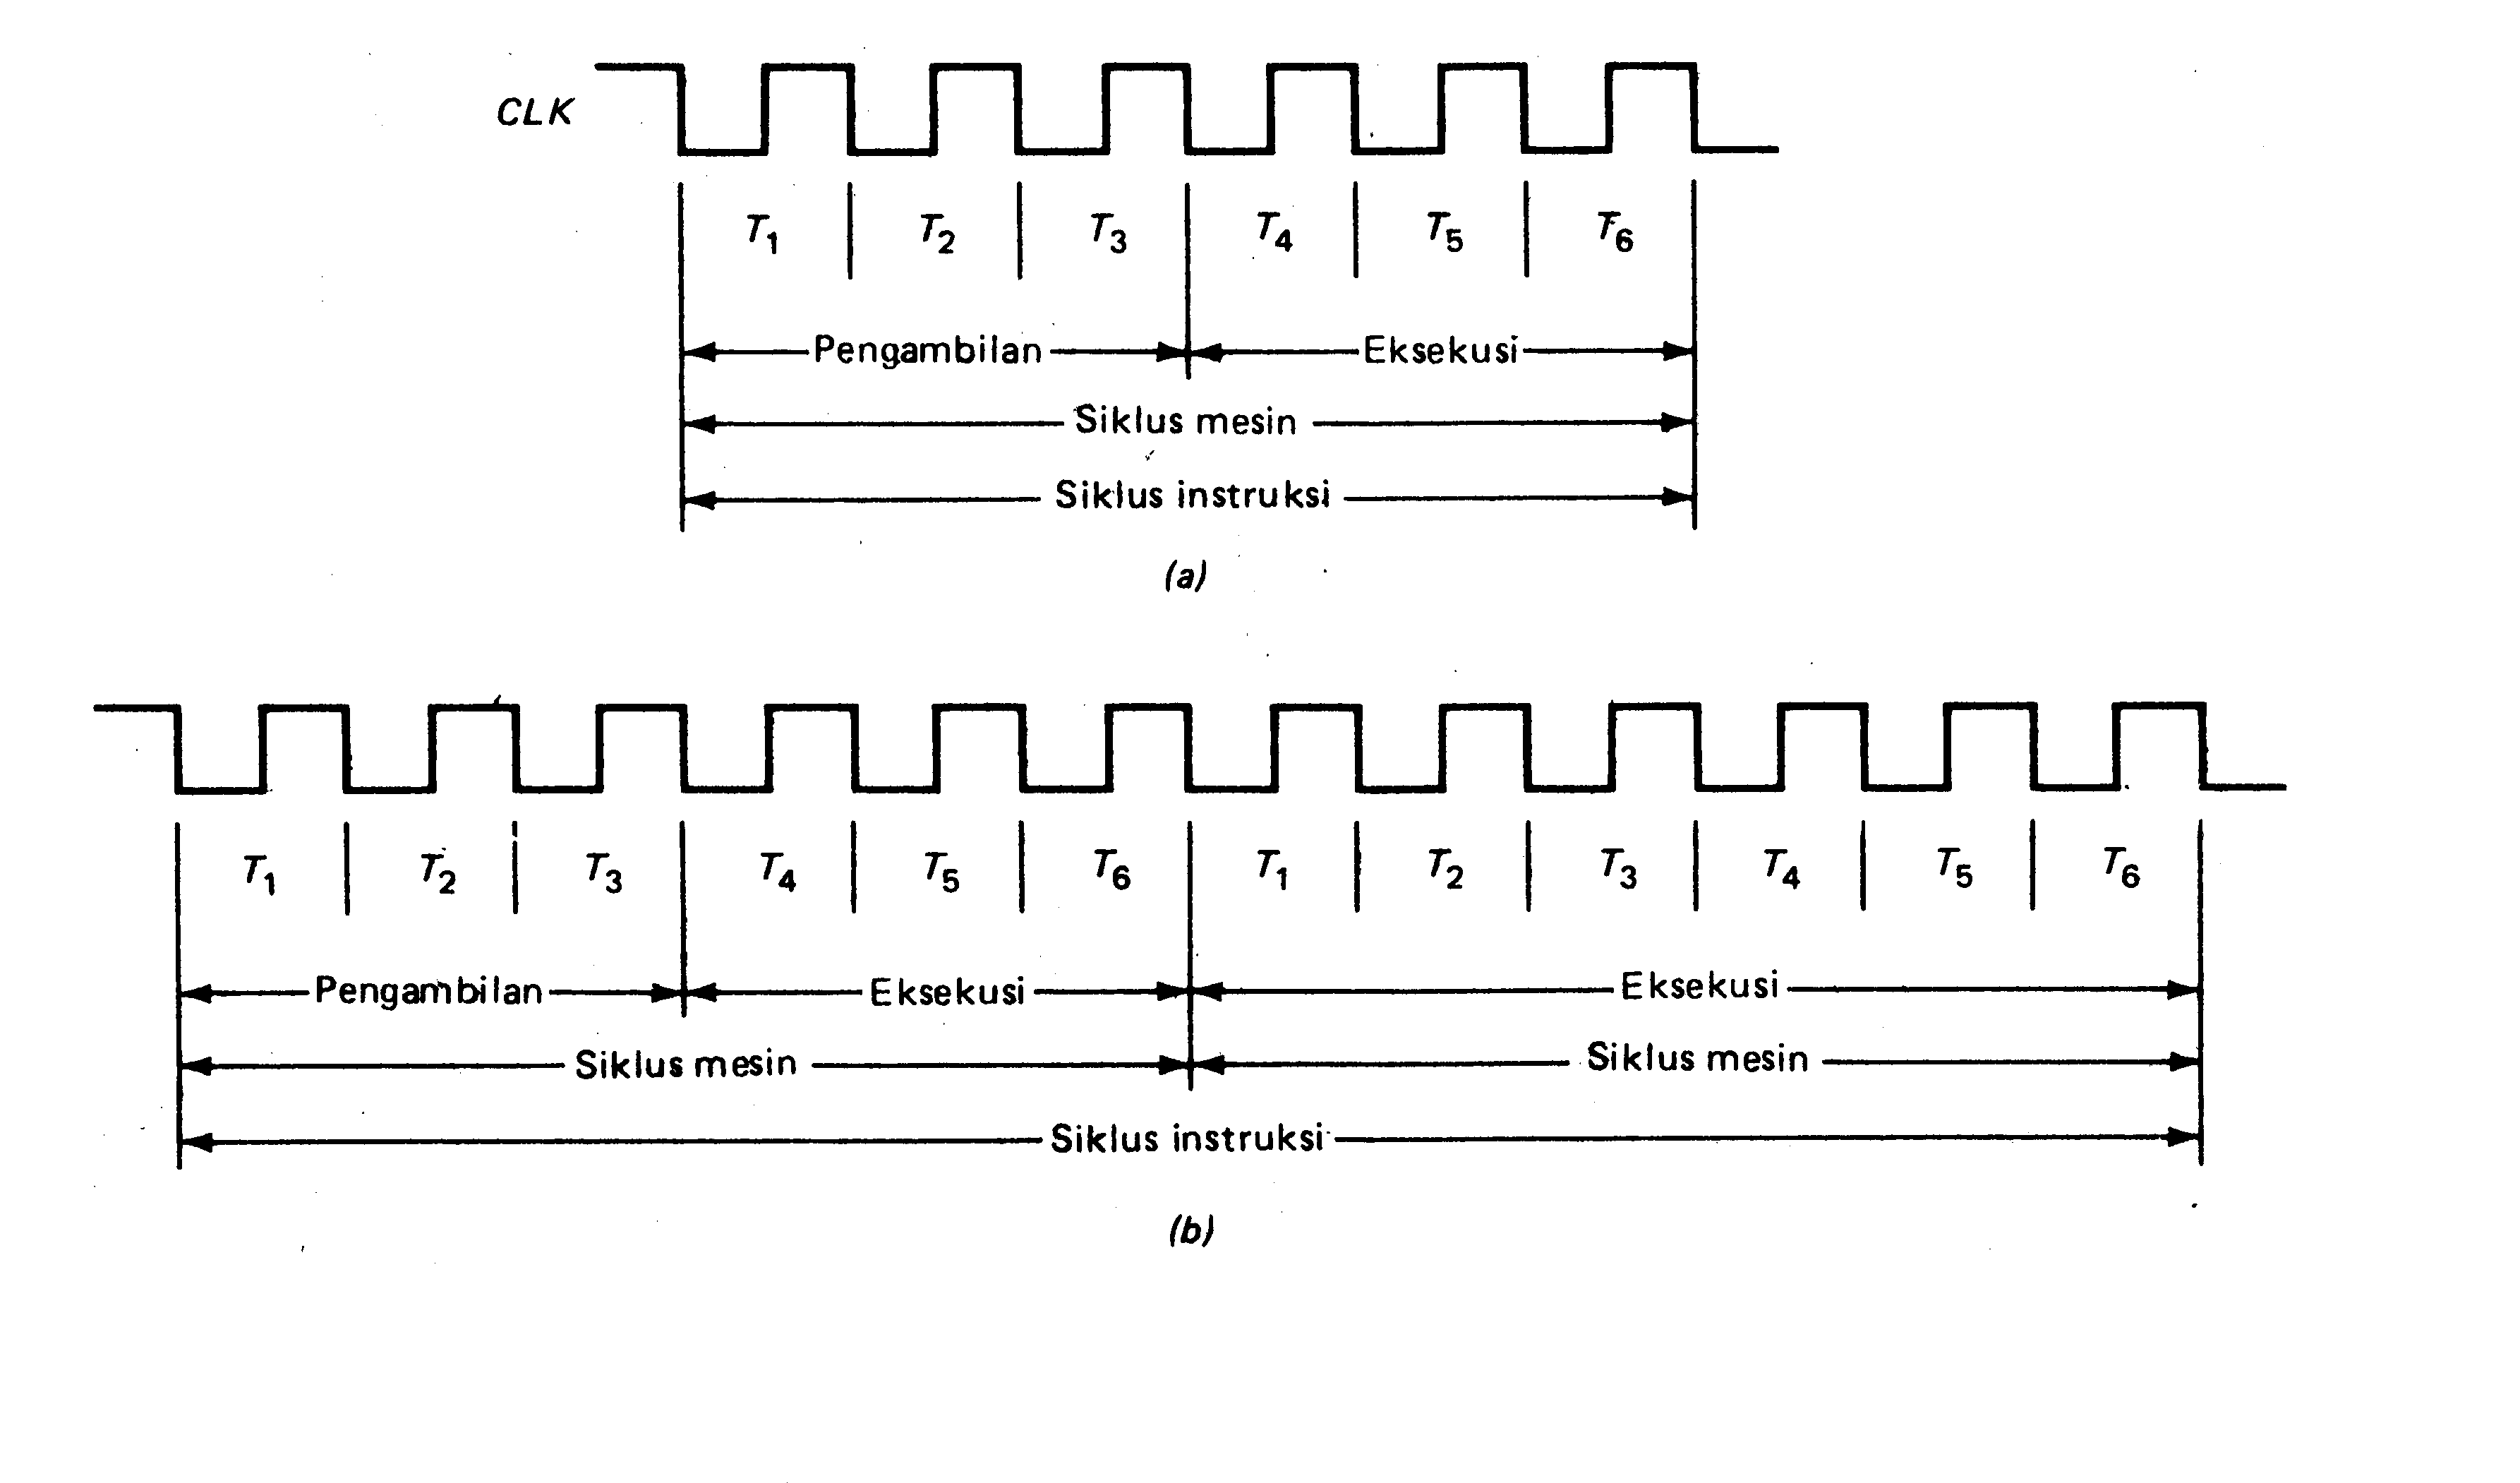 CLK
T1 T2 T3 T4 T5 T6
Pengambilan Eksekusi
Siklus mesin
Siklus instruksi
(a)
T1 T2 T3 T4 T5 T6 T1 T2 T3 T4 T5 T6
Pengambilan Eksekusi Eksekusi
Siklus mesin Siklus mesin
Siklus instruksi
(b)